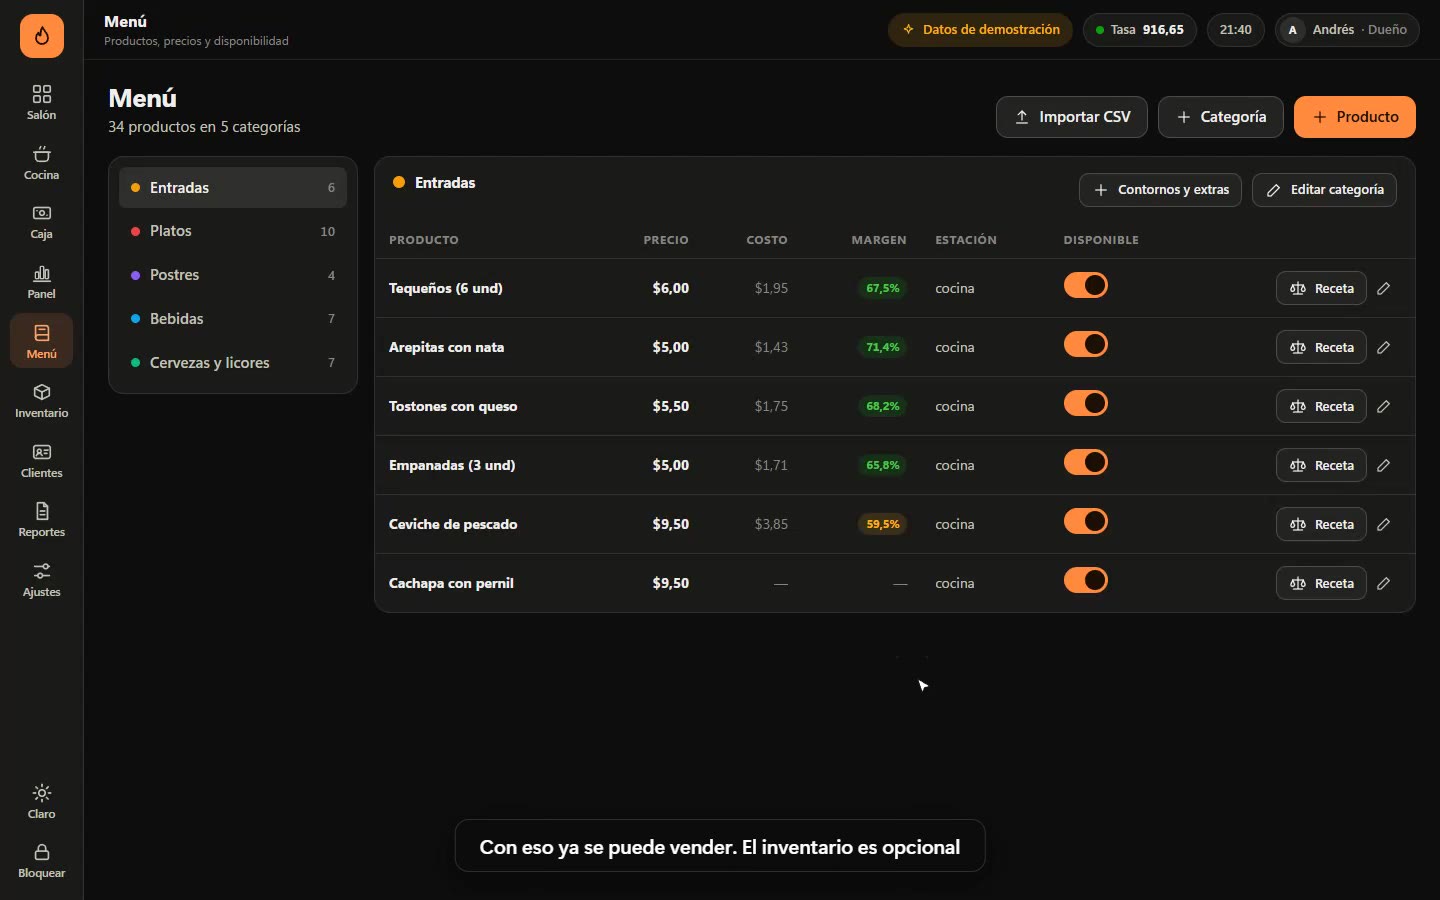 Menú
Productos, precios y disponibilidad
Datos de demostración
Tasa 916,65
21:40
A Andrés · Dueño
Salón
Cocina
Caja
Panel
Menú
Inventario
Clientes
Reportes
Ajustes
Claro
Bloquear
Menú
34 productos en 5 categorías
Importar CSV
Categoría
Producto
Entradas 6
Platos 10
Postres 4
Bebidas 7
Cervezas y licores 7
Entradas
Contornos y extras
Editar categoría
PRODUCTO PRECIO COSTO MARGEN ESTACIÓN DISPONIBLE
Tequeños (6 und) $6,00 $1,95 67,5% cocina Receta
Arepitas con nata $5,00 $1,43 71,4% cocina Receta
Tostones con queso $5,50 $1,75 68,2% cocina Receta
Empanadas (3 und) $5,00 $1,71 65,8% cocina Receta
Ceviche de pescado $9,50 $3,85 59,5% cocina Receta
Cachapa con pernil $9,50 — — cocina Receta
Con eso ya se puede vender. El inventario es opcional